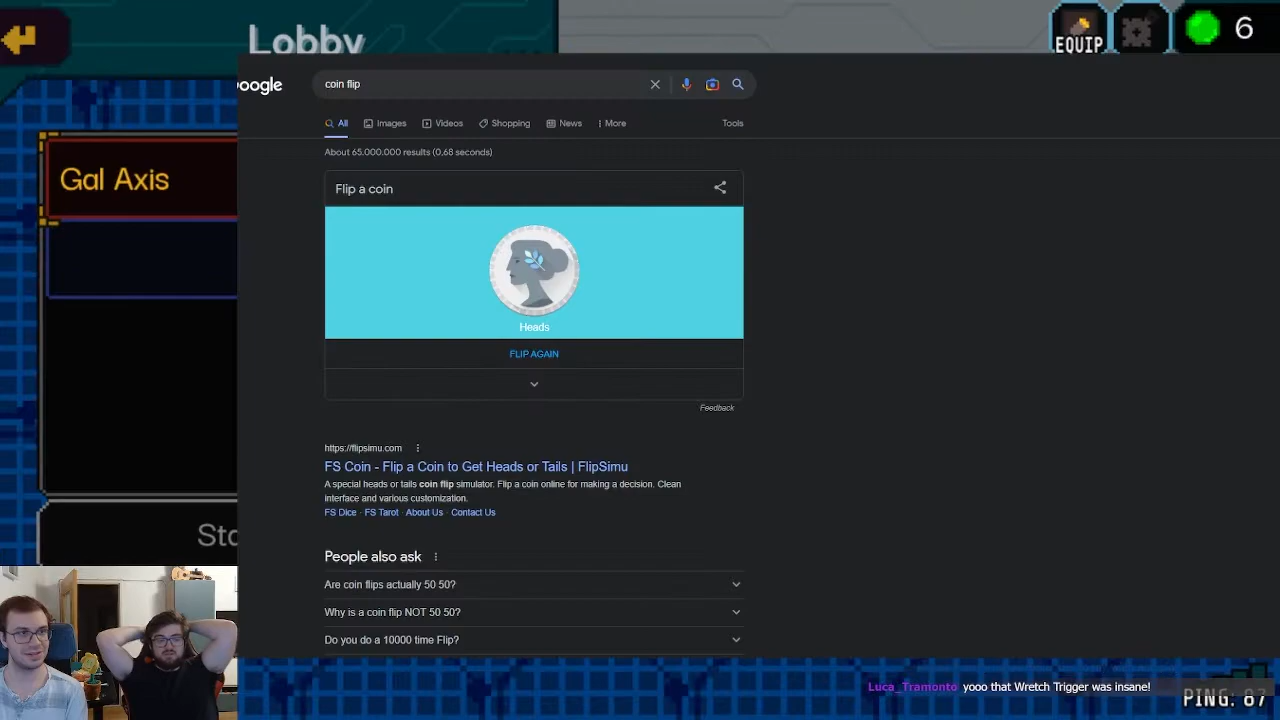 Lobby
EQUIP
6
oogle
coin flip
All
Images
Videos
Shopping
News
More
Tools
About 65.000.000 results (0,68 seconds)
Gal Axis
Flip a coin
Heads
FLIP AGAIN
Feedback
https://flipsimu.com
FS Coin - Flip a Coin to Get Heads or Tails | FlipSimu
A special heads or tails coin flip simulator. Flip a coin online for making a decision. Clean
interface and various customization.
FS Dice · FS Tarot · About Us · Contact Us
Sto
People also ask
Are coin flips actually 50 50?
Why is a coin flip NOT 50 50?
Do you do a 10000 time Flip?
Luca_Tramonto yooo that Wretch Trigger was insane!
PING: 87